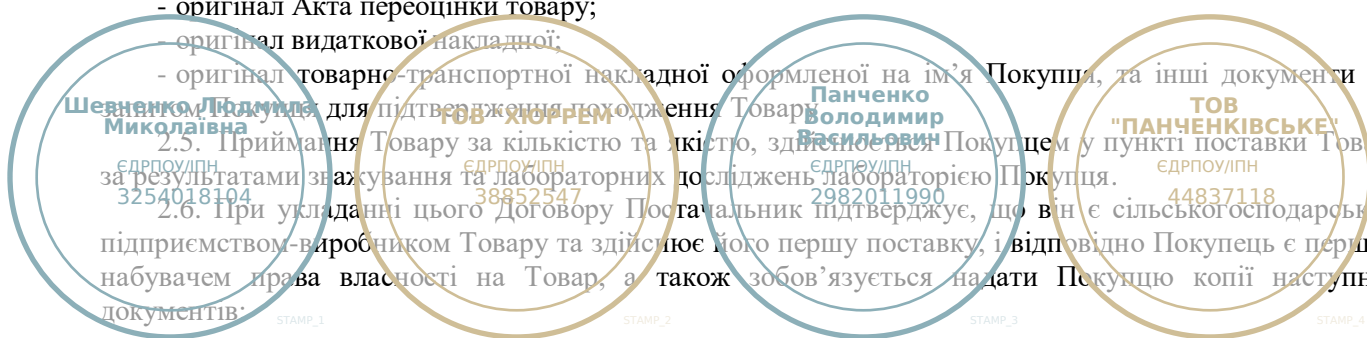 - оригінал Акта переоцінки товару;
- оригінал видаткової накладної;
- оригінал товарно-транспортної накладної оформленої на ім’я Покупця, та інші документи
запитом Покупця для підтвердження походження Товару.
2.5. Приймання Товару за кількістю та якістю, здійснюється Покупцем у пункті поставки Тов
за результатами зважування та лабораторних досліджень лабораторією Покупця.
2.6. При укладанні цього Договору Постачальник підтверджує, що він є сільськогосподарськ
підприємством-виробником Товару та здійснює його першу поставку, і відповідно Покупець є перш
набувачем права власності на Товар, а також зобов’язується надати Покупцю копії наступн
документів:
Шевченко Людмила
Миколаївна
ЄДРПОУ/ІПН
3254018104
STAMP_1
ТОВ "ХЮРРЕМ"
ЄДРПОУ/ІПН
38852547
STAMP_2
Панченко
Володимир
Васильович
ЄДРПОУ/ІПН
2982011990
STAMP_3
ТОВ
"ПАНЧЕНКІВСЬКЕ"
ЄДРПОУ/ІПН
44837118
STAMP_4